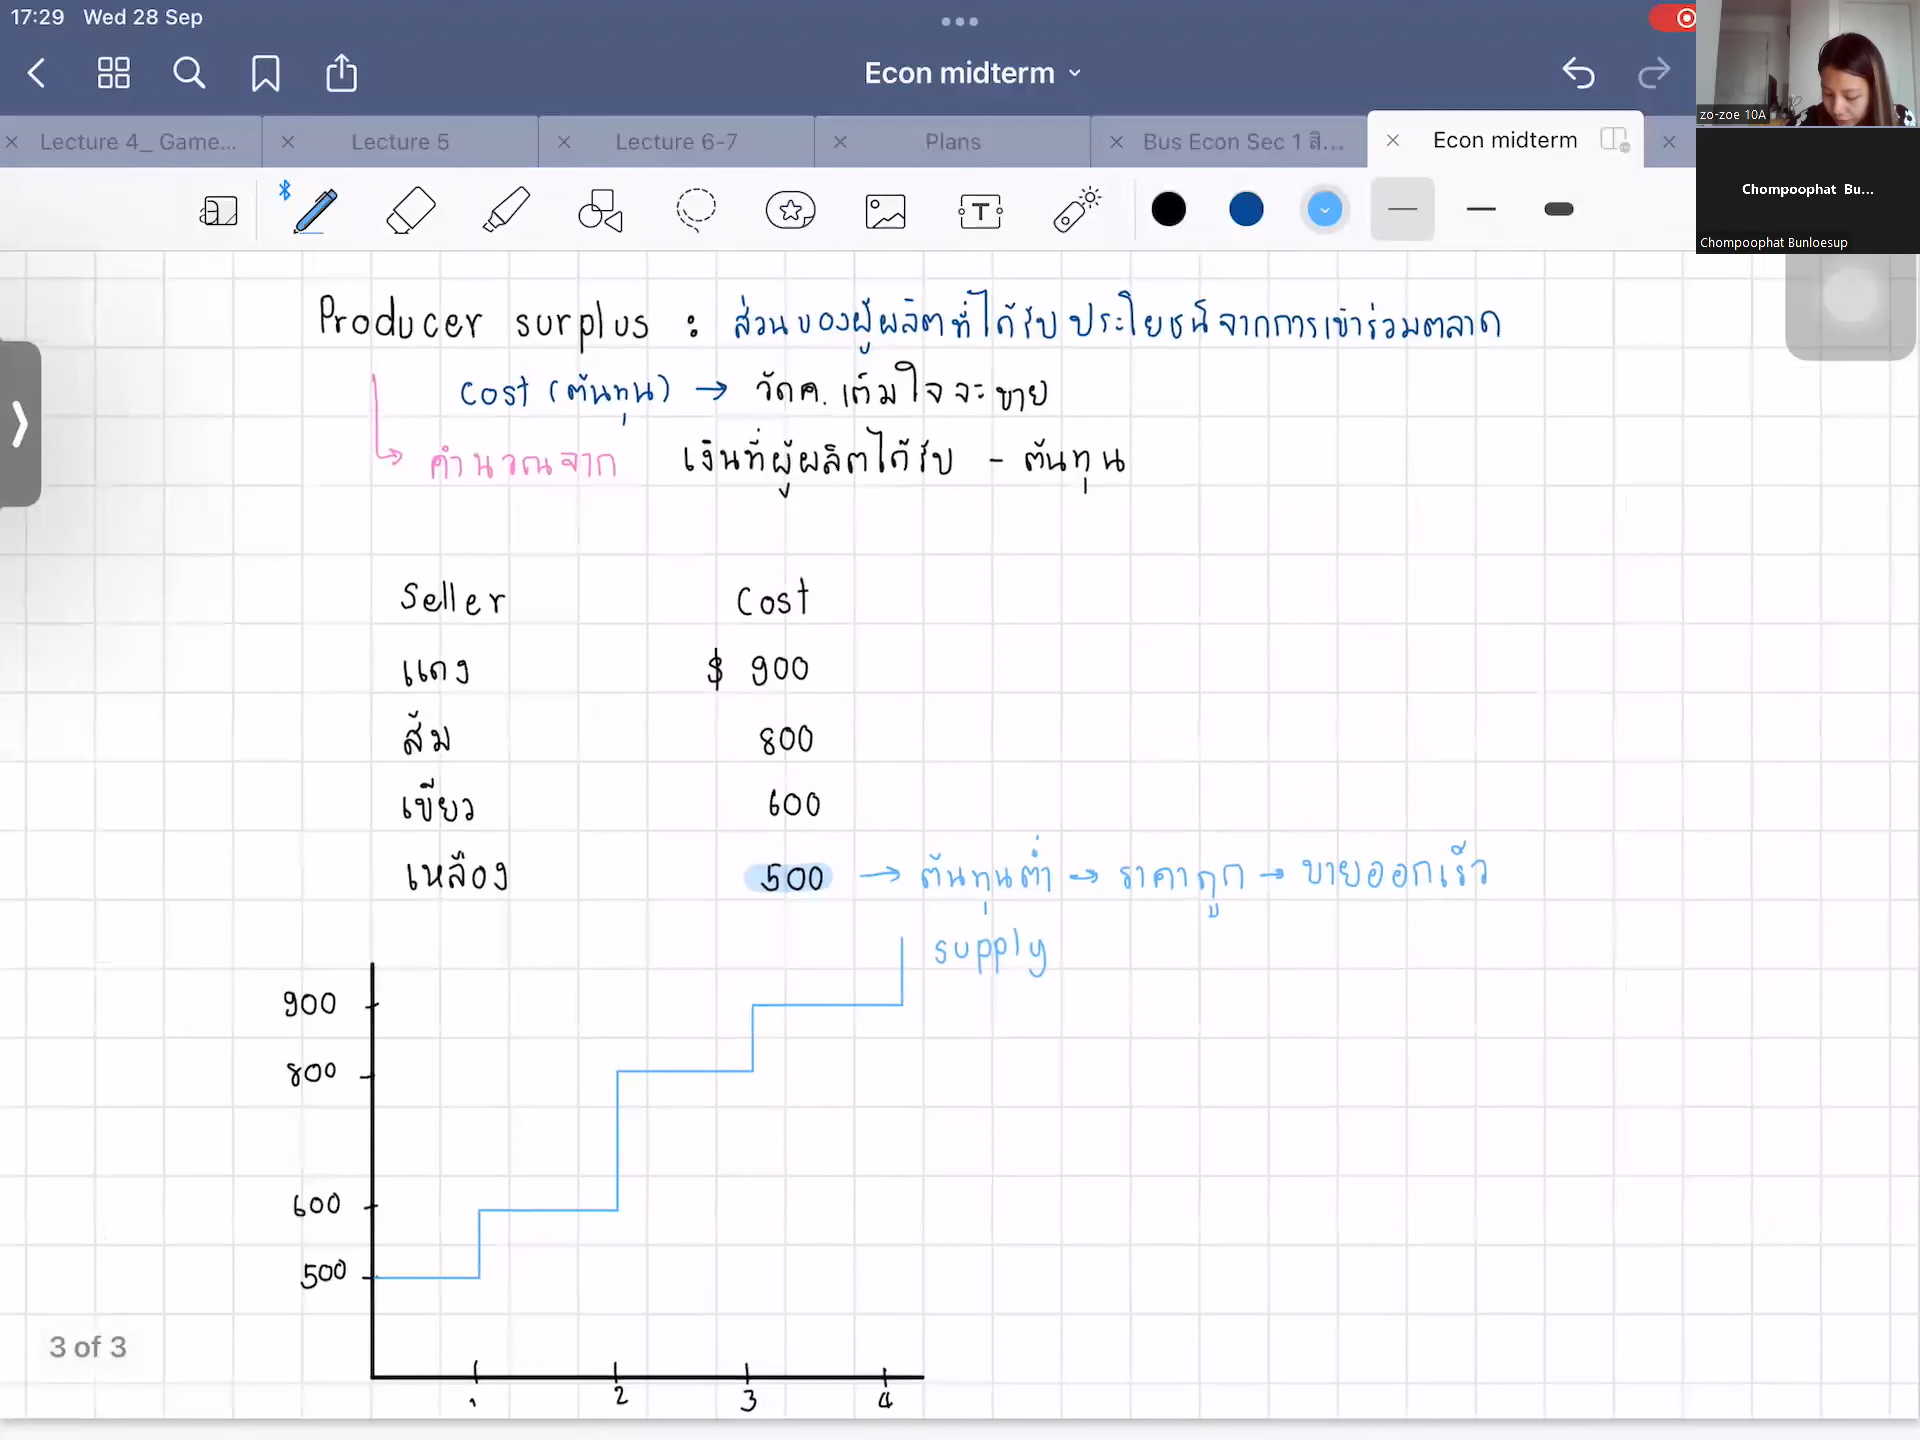 17:29 Wed 28 Sep
Econ midterm
Lecture 4_ Game...
Lecture 5
Lecture 6-7
Plans
Bus Econ Sec 1 สิ...
Econ midterm
zo-zoe 10A
Chompoophat Bu...
Chompoophat Bunloesup
Producer surplus : ส่วนของผู้ผลิตที่ได้รับประโยชน์จากการเข้าร่วมตลาด
Cost (ต้นทุน) → วัดค. เต็มใจจะขาย
คำนวณจาก เงินที่ผู้ผลิตได้รับ - ต้นทุน
Seller Cost
แดง $ 900
ส้ม 800
เขียว 600
เหลือง 500 → ต้นทุนต่ำ → ราคาถูก → ขายออกเร็ว
supply
900
800
600
500
1 2 3 4
3 of 3